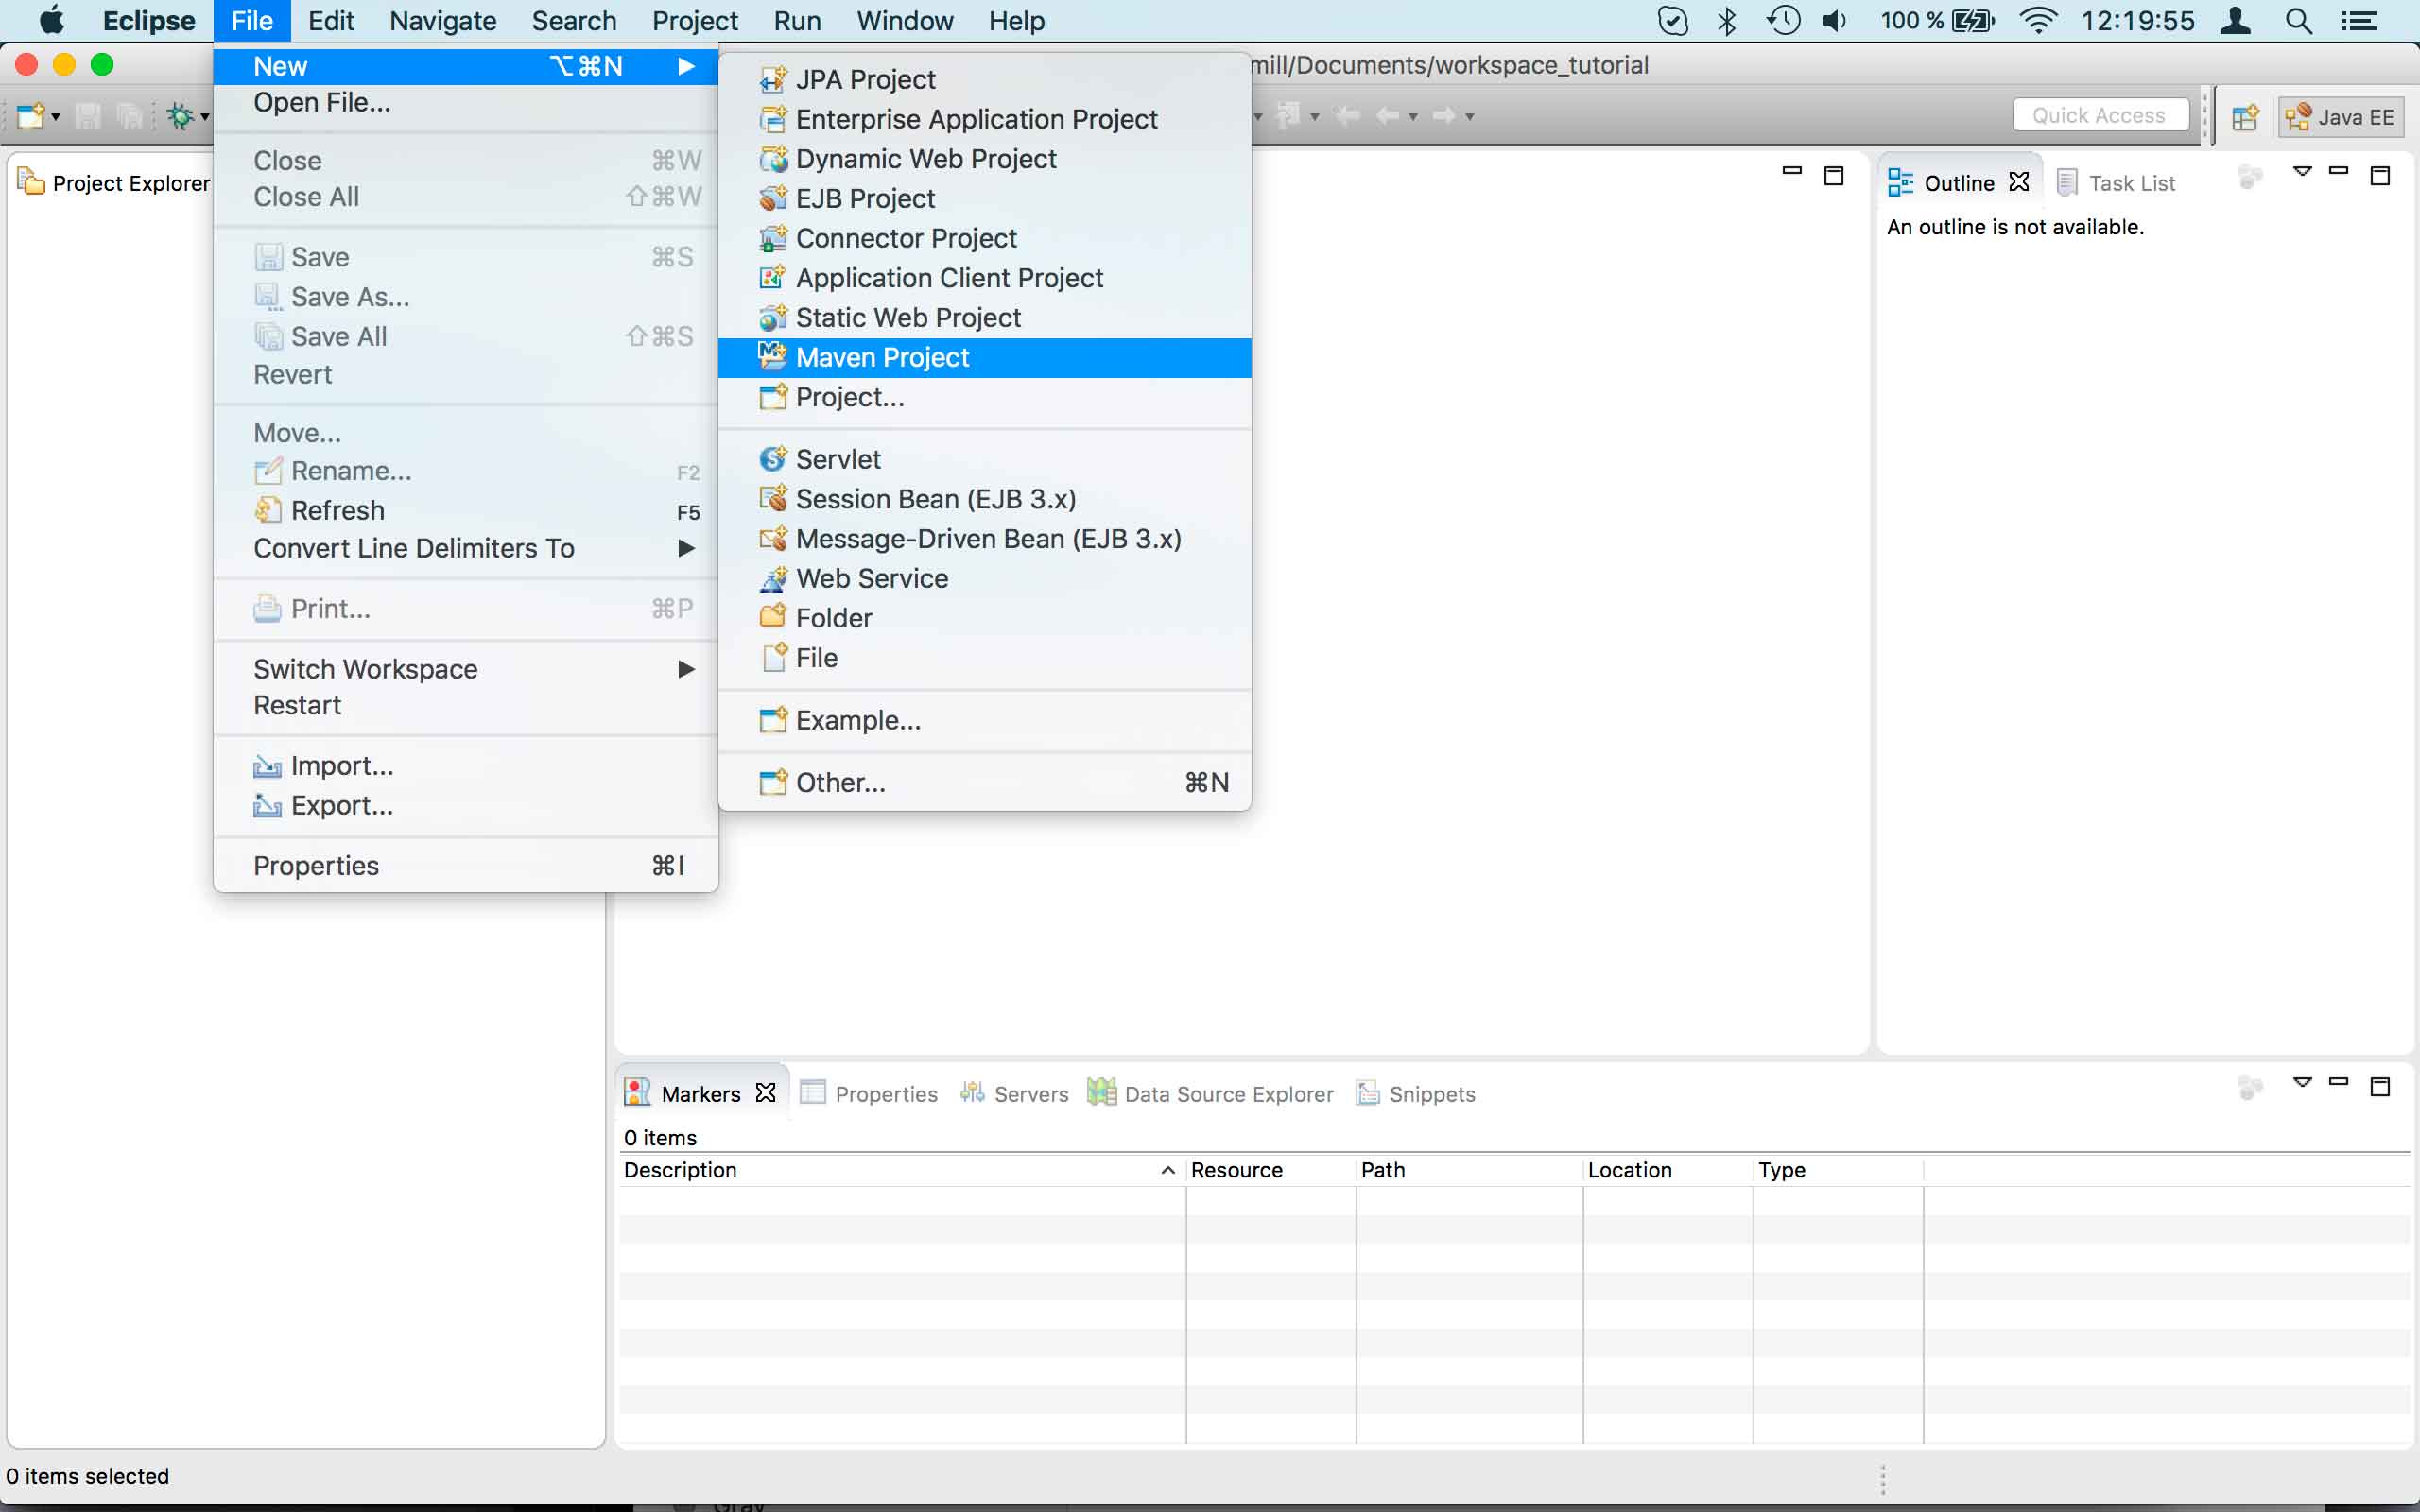 Eclipse File Edit Navigate Search Project Run Window Help 100 % 12:19:55
mill/Documents/workspace_tutorial
Quick Access Java EE
Project Explorer
New ⌥⌘N
Open File...
Close ⌘W
Close All ⇧⌘W
Save ⌘S
Save As...
Save All ⇧⌘S
Revert
Move...
Rename... F2
Refresh F5
Convert Line Delimiters To
Print... ⌘P
Switch Workspace
Restart
Import...
Export...
Properties ⌘I
JPA Project
Enterprise Application Project
Dynamic Web Project
EJB Project
Connector Project
Application Client Project
Static Web Project
Maven Project
Project...
Servlet
Session Bean (EJB 3.x)
Message-Driven Bean (EJB 3.x)
Web Service
Folder
File
Example...
Other... ⌘N
Outline Task List
An outline is not available.
Markers Properties Servers Data Source Explorer Snippets
0 items
Description Resource Path Location Type
0 items selected